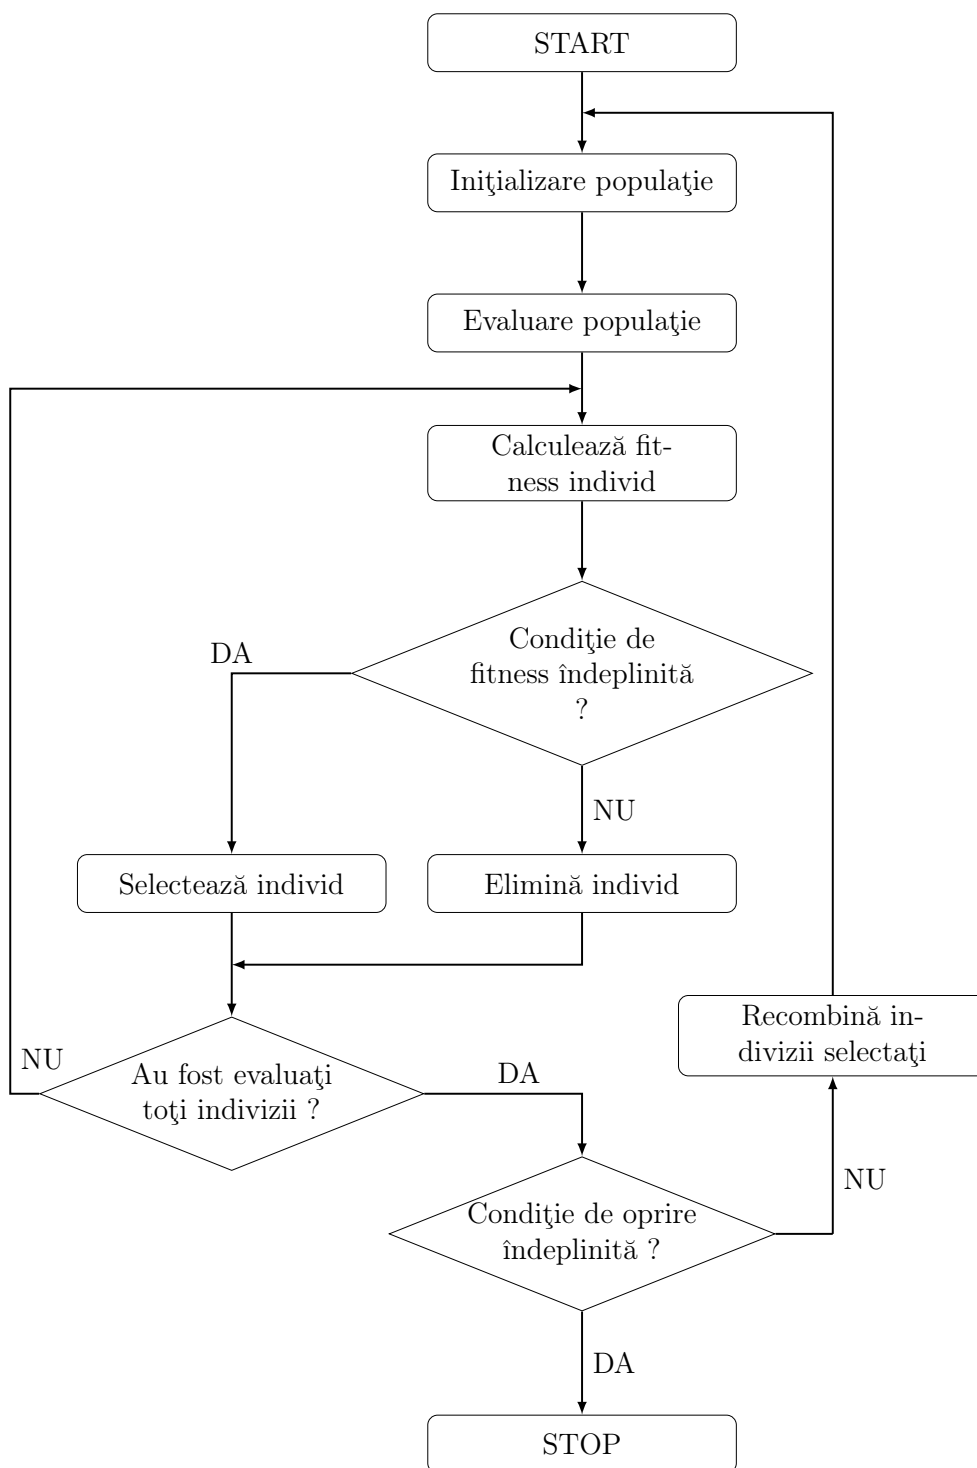 START
Iniţializare populaţie
Evaluare populaţie
Calculează fit-
ness individ
Condiţie de
fitness îndeplinită
?
DA
NU
Selectează individ
Elimină individ
Recombină in-
divizii selectaţi
NU
Au fost evaluaţi
toţi indivizii ?
DA
Condiţie de oprire
îndeplinită ?
NU
DA
STOP